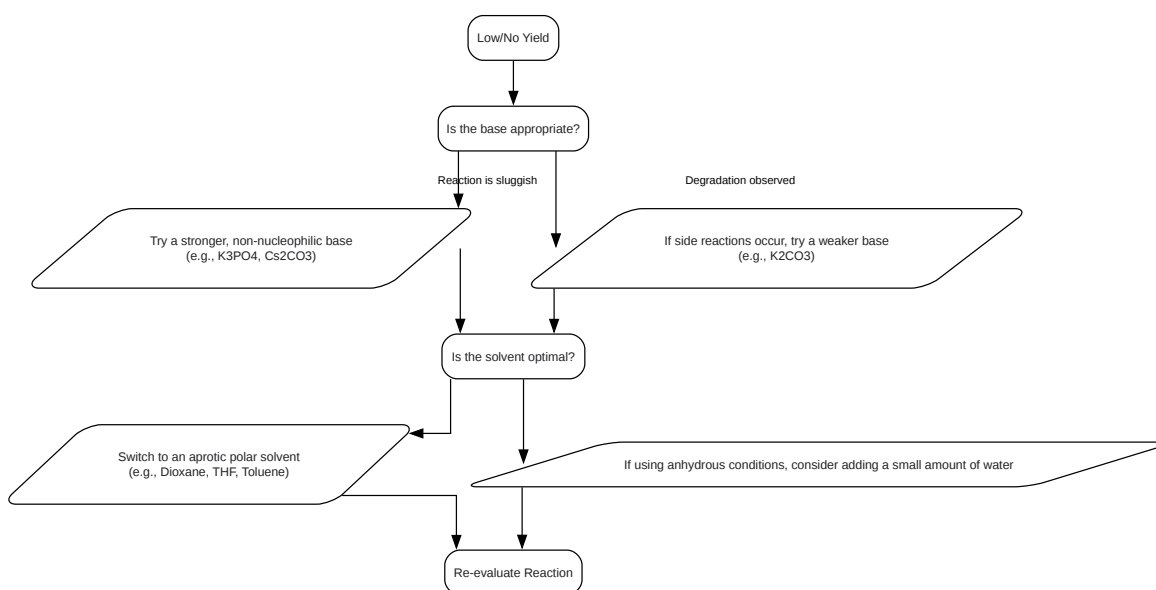 Low/No Yield
Is the base appropriate?
Reaction is sluggish
Degradation observed
Try a stronger, non-nucleophilic base
(e.g., K3PO4, Cs2CO3)
If side reactions occur, try a weaker base
(e.g., K2CO3)
Is the solvent optimal?
Switch to an aprotic polar solvent
(e.g., Dioxane, THF, Toluene)
If using anhydrous conditions, consider adding a small amount of water
Re-evaluate Reaction